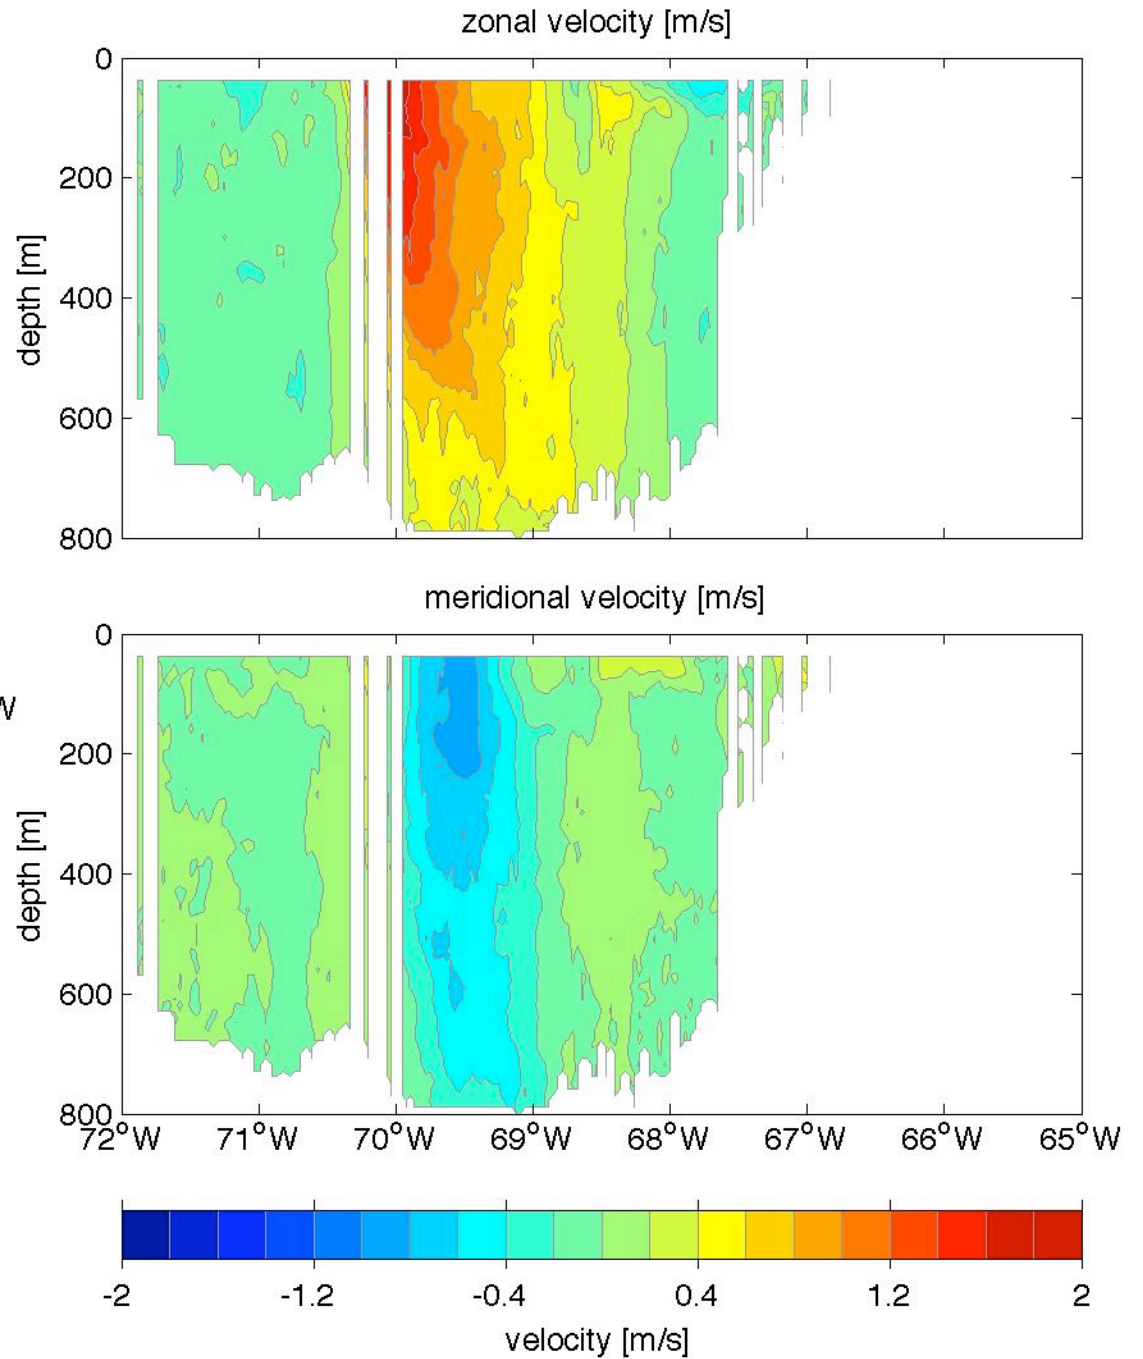 zonal velocity [m/s]
0
200
400
600
800
depth [m]
meridional velocity [m/s]
W
0
200
400
600
800
depth [m]
72°W 71°W 70°W 69°W 68°W 67°W 66°W 65°W
-2 -1.2 -0.4 0.4 1.2 2
velocity [m/s]